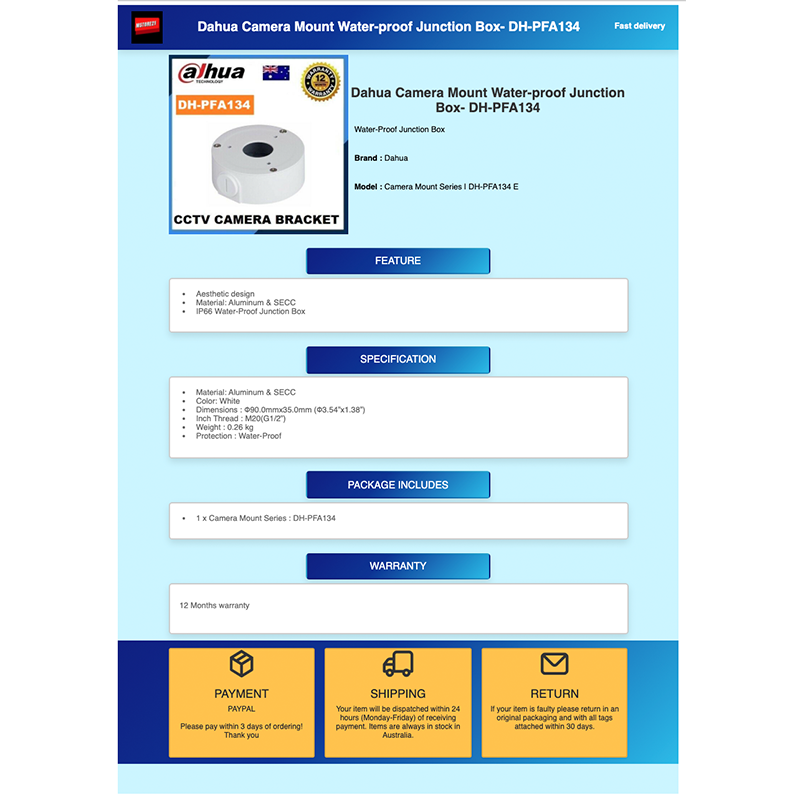 MOTORE21
Dahua Camera Mount Water-proof Junction Box- DH-PFA134
Fast delivery
alhua
TECHNOLOGY
WARRANTY
12
WARRANTY
DH-PFA134
CCTV CAMERA BRACKET
Dahua Camera Mount Water-proof Junction
Box- DH-PFA134
Water-Proof Junction Box
Brand : Dahua
Model : Camera Mount Series I DH-PFA134 E
FEATURE
• Aesthetic design
• Material: Aluminum & SECC
• IP66 Water-Proof Junction Box
SPECIFICATION
• Material: Aluminum & SECC
• Color: White
• Dimensions : Φ90.0mmx35.0mm (Φ3.54"x1.38")
• Inch Thread : M20(G1/2")
• Weight : 0.26 kg
• Protection : Water-Proof
PACKAGE INCLUDES
• 1 x Camera Mount Series : DH-PFA134
WARRANTY
12 Months warranty
PAYMENT
PAYPAL
Please pay within 3 days of ordering!
Thank you
SHIPPING
Your item will be dispatched within 24
hours (Monday-Friday) of receiving
payment. Items are always in stock in
Australia.
RETURN
If your item is faulty please return in an
original packaging and with all tags
attached within 30 days.